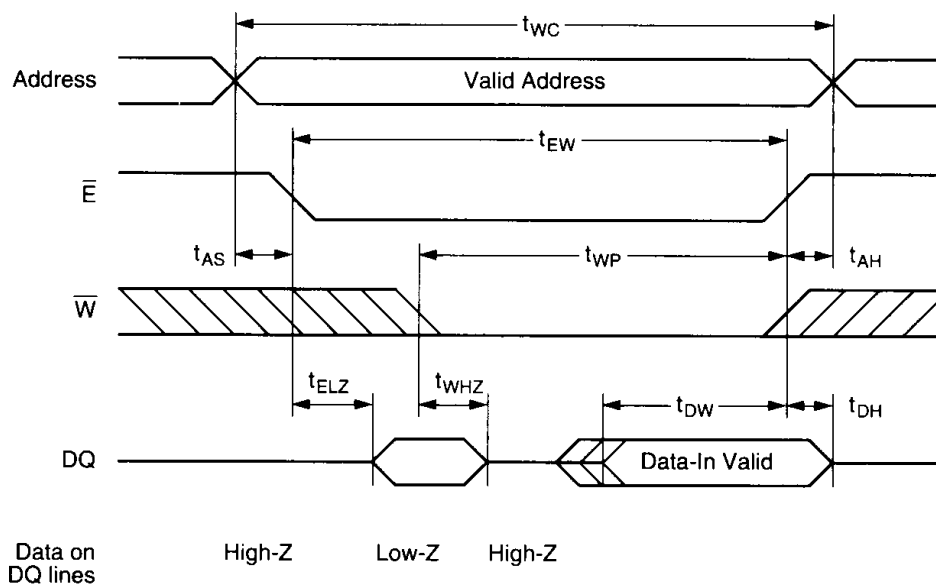 tWC
Address
Valid Address
tEW
E̅
tAS
tWP
tAH
W̅
tELZ
tWHZ
tDW
tDH
DQ
Data-In Valid
Data on
DQ lines
High-Z
Low-Z
High-Z